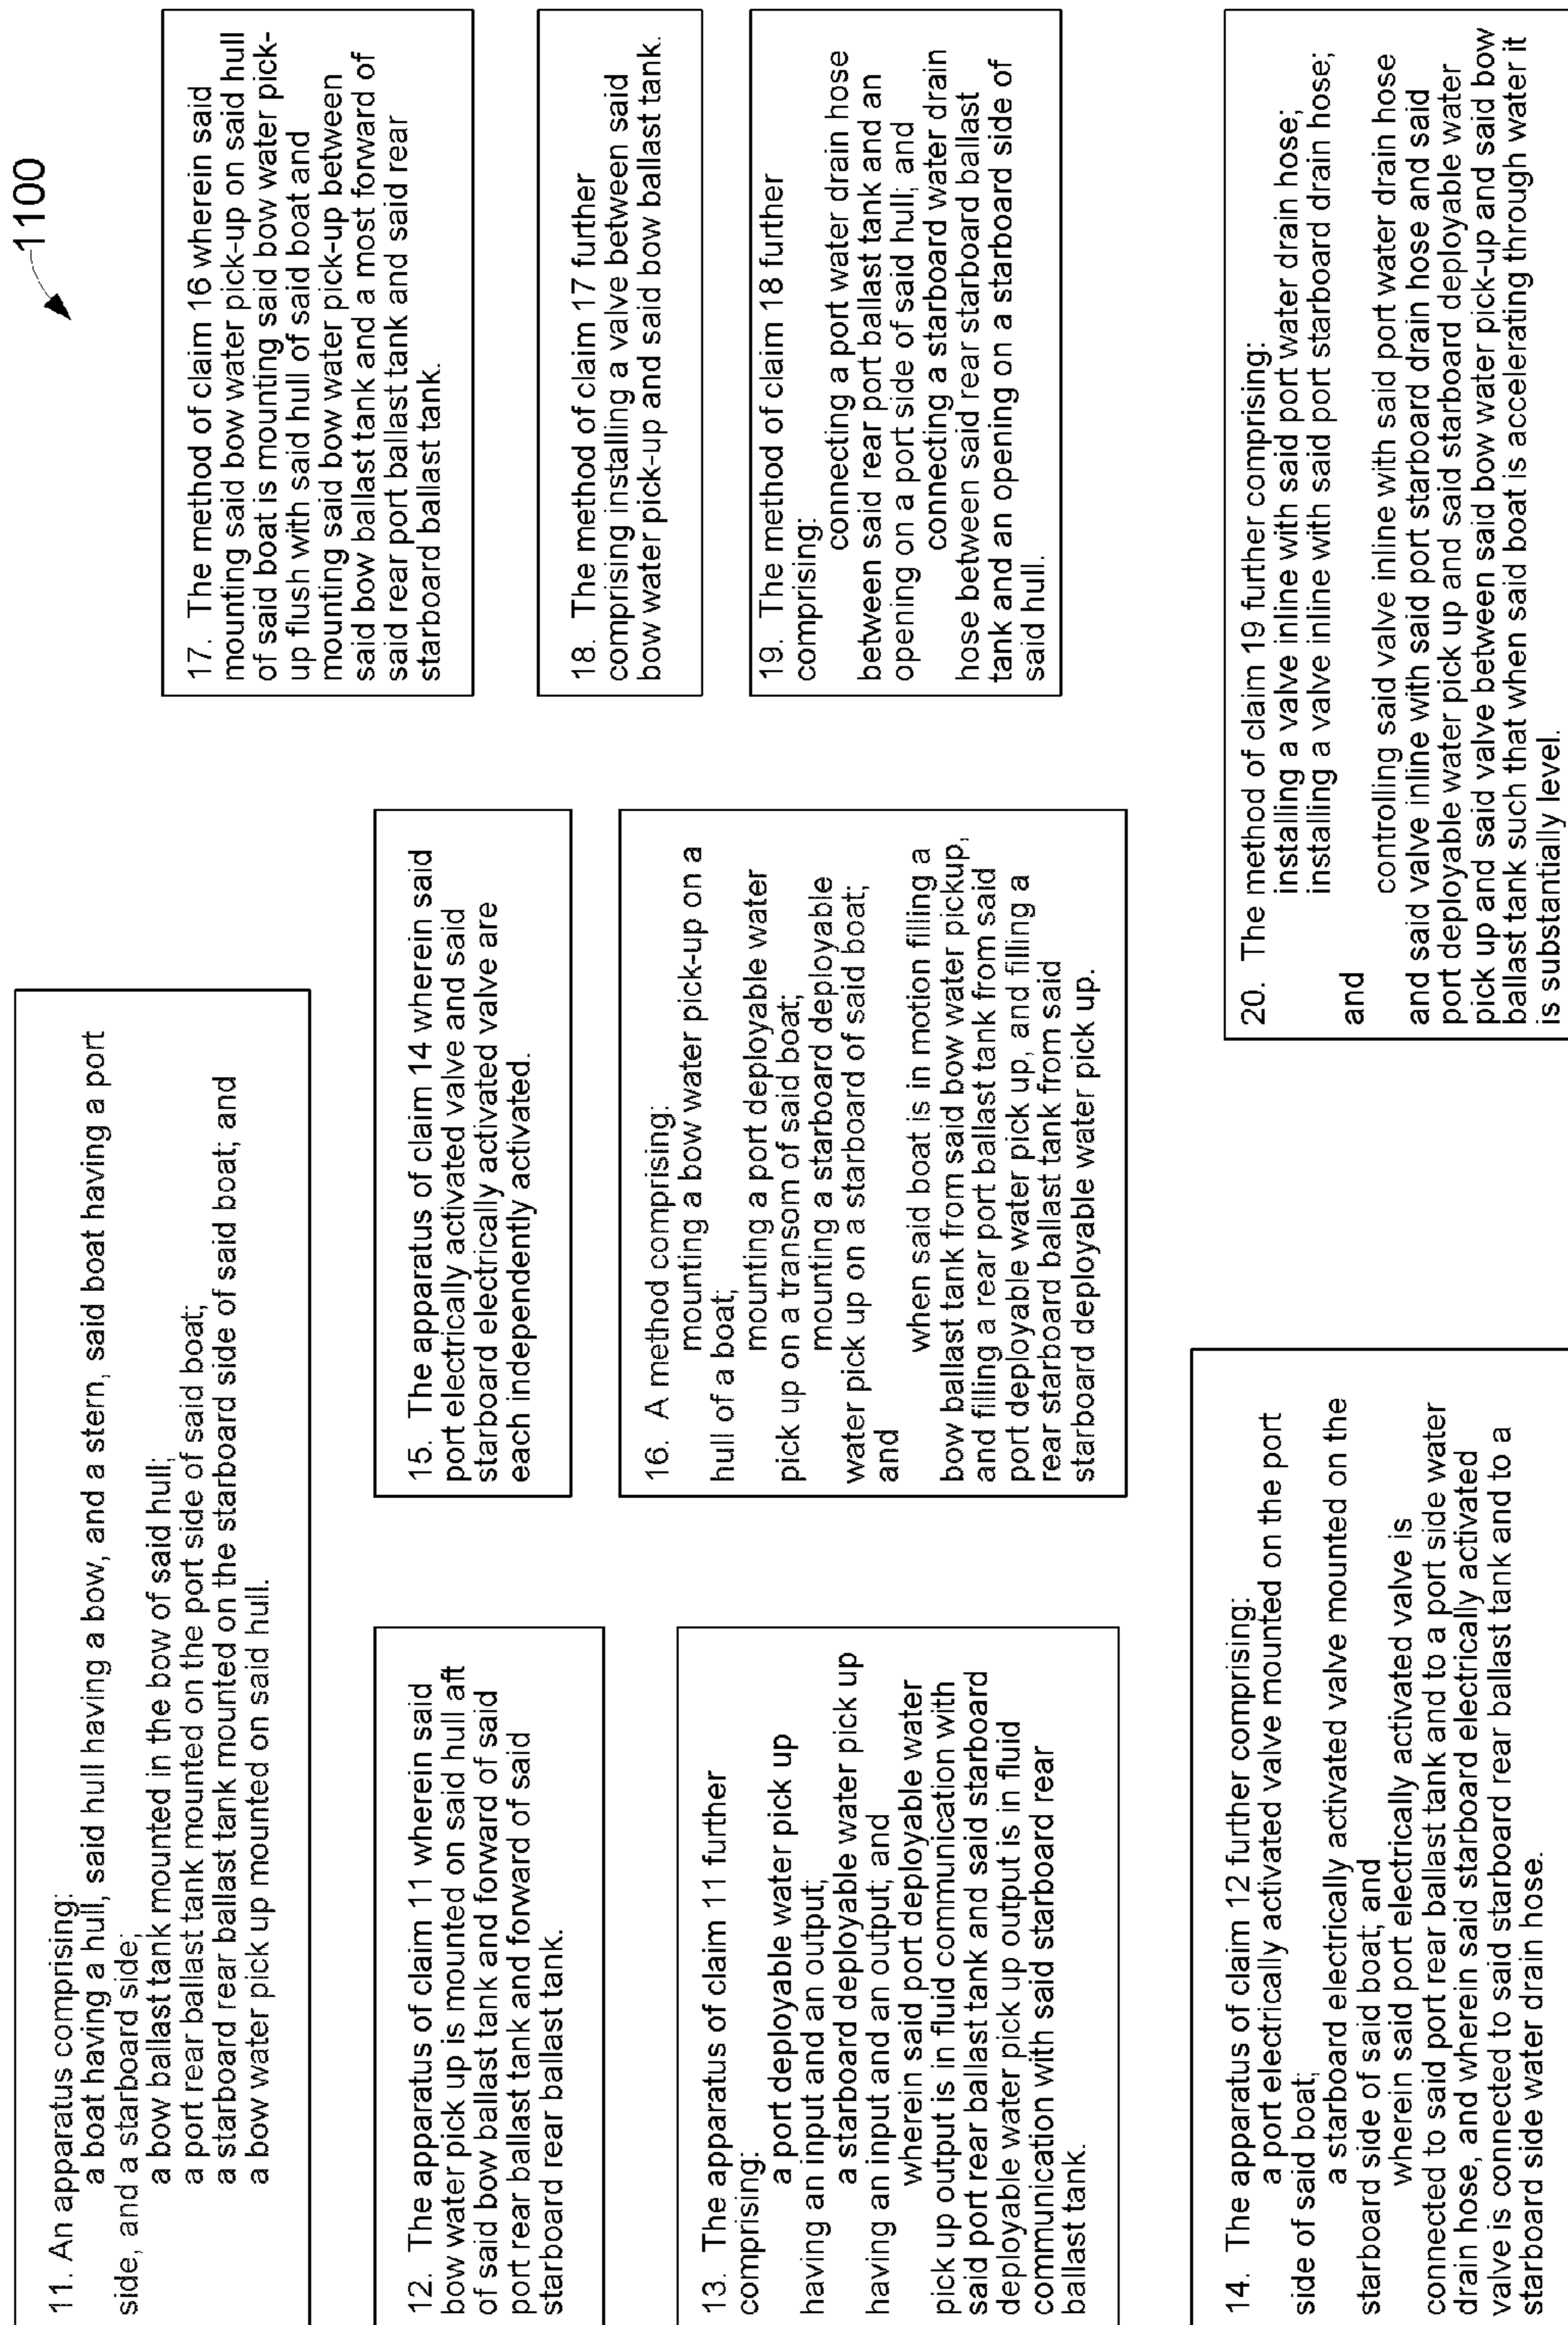 1100
11. An apparatus comprising:
a boat having a hull, said hull having a bow, and a stern, said boat having a port
side, and a starboard side;
a bow ballast tank mounted in the bow of said hull;
a port rear ballast tank mounted on the port side of said boat;
a starboard rear ballast tank mounted on the starboard side of said boat; and
a bow water pick up mounted on said hull.
12. The apparatus of claim 11 wherein said
bow water pick up is mounted on said hull aft
of said bow ballast tank and forward of said
port rear ballast tank and forward of said
starboard rear ballast tank.
13. The apparatus of claim 11 further
comprising:
a port deployable water pick up
having an input and an output;
a starboard deployable water pick up
having an input and an output; and
wherein said port deployable water
pick up output is in fluid communication with
said port rear ballast tank and said starboard
deployable water pick up output is in fluid
communication with said starboard rear
ballast tank.
14. The apparatus of claim 12 further comprising:
a port electrically activated valve mounted on the port
side of said boat;
a starboard electrically activated valve mounted on the
starboard side of said boat; and
wherein said port electrically activated valve is
connected to said port rear ballast tank and to a port side water
drain hose, and wherein said starboard electrically activated
valve is connected to said starboard rear ballast tank and to a
starboard side water drain hose.
15. The apparatus of claim 14 wherein said
port electrically activated valve and said
starboard electrically activated valve are
each independently activated.
16. A method comprising:
mounting a bow water pick-up on a
hull of a boat;
mounting a port deployable water
pick up on a transom of said boat;
mounting a starboard deployable
water pick up on a starboard of said boat;
and
when said boat is in motion filling a
bow ballast tank from said bow water pickup,
and filling a rear port ballast tank from said
port deployable water pick up, and filling a
rear starboard ballast tank from said
starboard deployable water pick up.
17. The method of claim 16 wherein said
mounting said bow water pick-up on said hull
of said boat is mounting said bow water pick-
up flush with said hull of said boat and
mounting said bow water pick-up between
said bow ballast tank and a most forward of
said rear port ballast tank and said rear
starboard ballast tank.
18. The method of claim 17 further
comprising installing a valve between said
bow water pick-up and said bow ballast tank.
19. The method of claim 18 further
comprising:
connecting a port water drain hose
between said rear port ballast tank and an
opening on a port side of said hull; and
connecting a starboard water drain
hose between said rear starboard ballast
tank and an opening on a starboard side of
said hull.
20. The method of claim 19 further comprising:
installing a valve inline with said port water drain hose;
installing a valve inline with said port starboard drain hose;
and
controlling said valve inline with said port water drain hose
and said valve inline with said port starboard drain hose and said
port deployable water pick up and said starboard deployable water
pick up and said valve between said bow water pick-up and said bow
ballast tank such that when said boat is accelerating through water it
is substantially level.